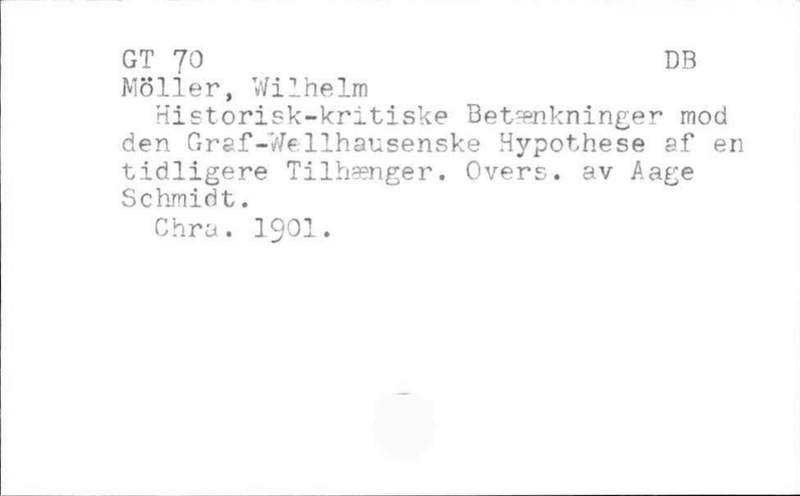 GT 70 DB
Möller, Wilhelm
Historisk-kritiske Betænkninger mod
den Graf-Wellhausenske Hypothese af en
tidligere Tilhænger. Overs. av Aage
Schmidt.
Chra. 1901.